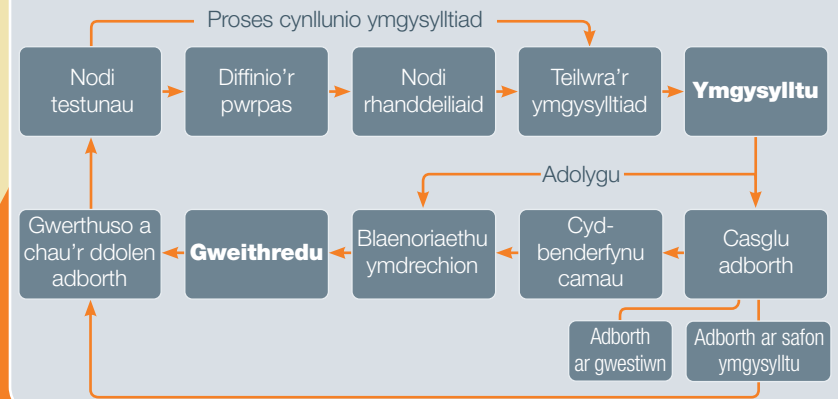 Proses cynllunio ymgysylltiad
Nodi
testunau
Diffinio'r
pwrpas
Nodi
rhanddeiliaid
Teilwra'r
ymgysylltiad
Ymgysylltu
Adolygu
Gwerthuso a
chau'r ddolen
adborth
Gweithredu
Blaenoriaethu
ymdrechion
Cyd-
benderfynu
camau
Casglu
adborth
Adborth
ar gwestiwn
Adborth ar safon
ymgysylltu